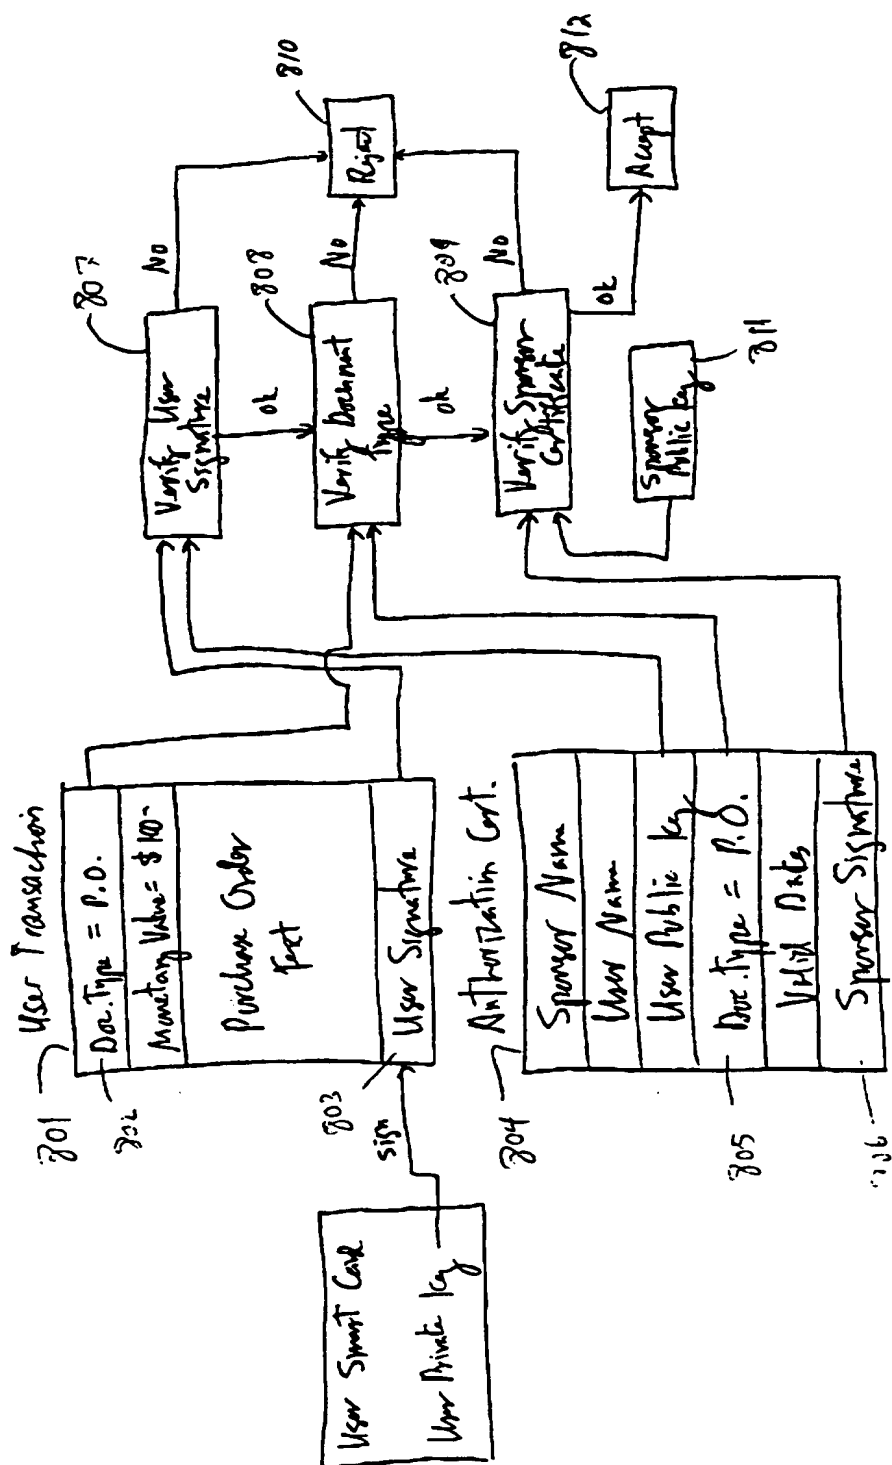 User Smart Card
User Private Key
sign
801
User Transaction
802
Doc. Type = P.O.
Monetary Value = $100-
Purchase Order
Text
803
User Signature
804
Authorization Cert.
Sponsor Name
User Name
User Public Key
805
Doc. Type = P.O.
Valid Dates
Sponsor Signature
807
Verify User
Signature
No
ok
808
Verify Document
Type
No
ok
809
Verify Sponsor
Certificate
No
ok
Sponsor
Public Key
811
810
Reject
812
Accept